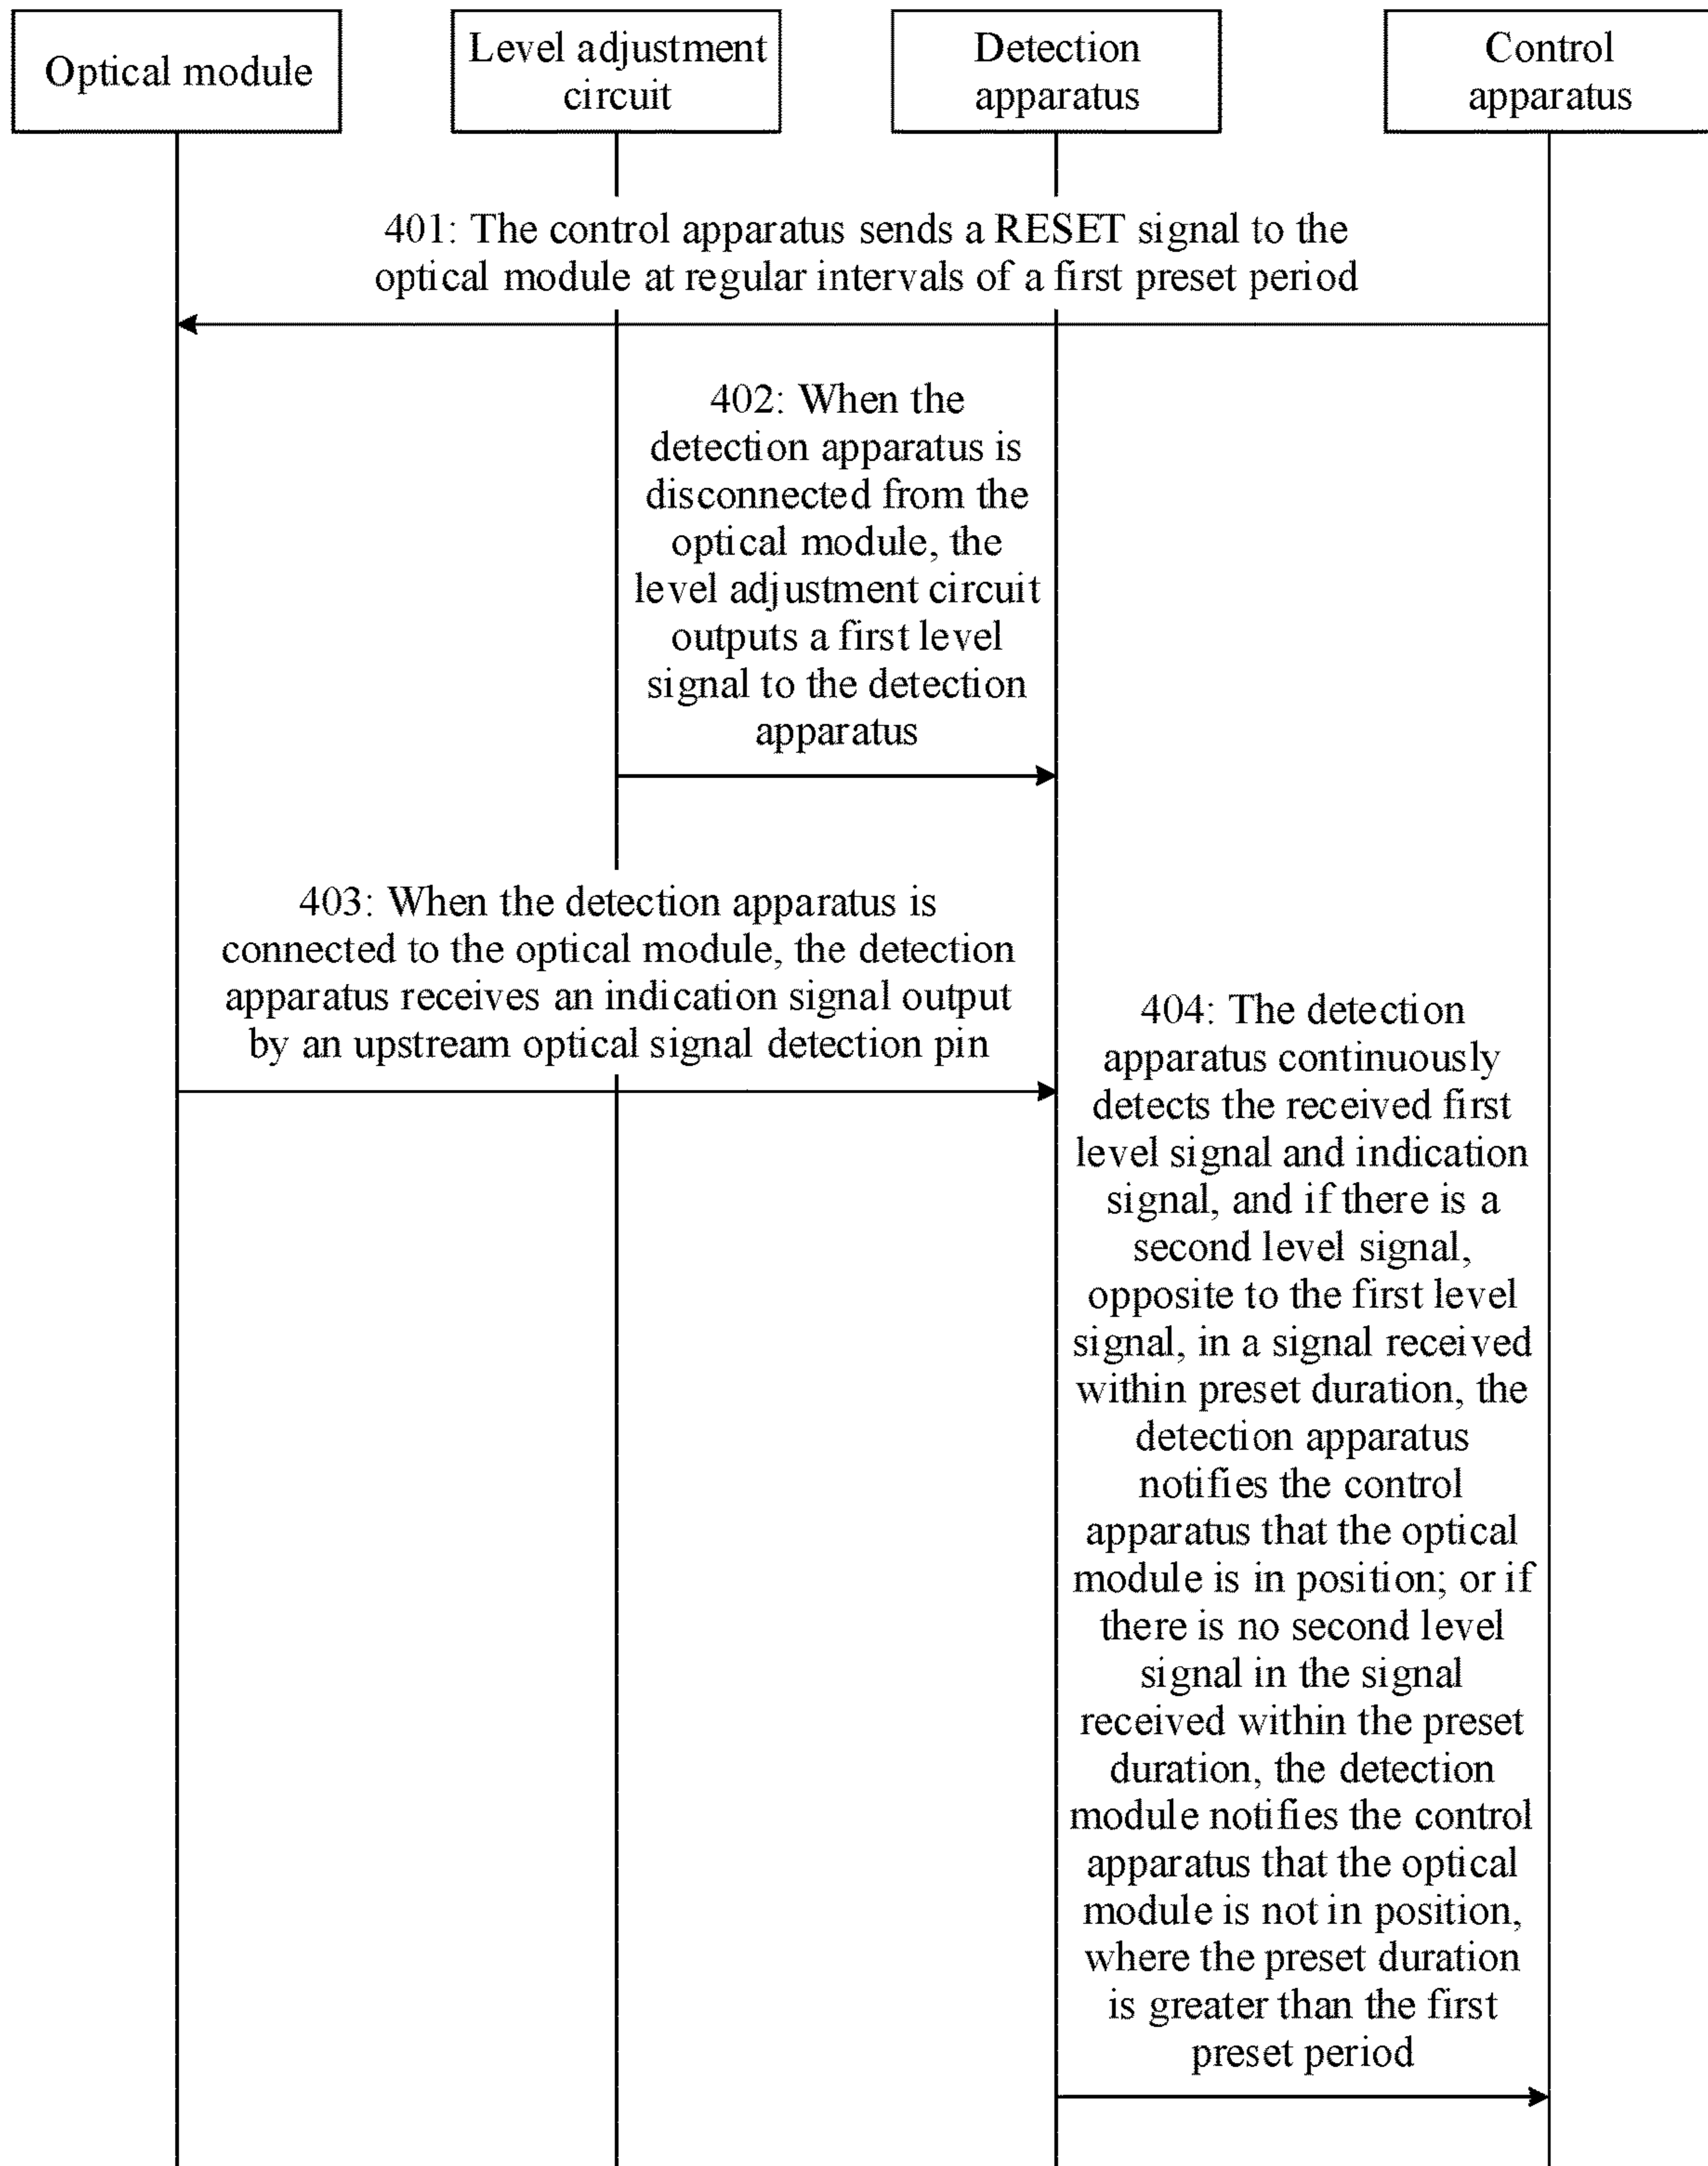 Optical module
Level adjustment
circuit
Detection
apparatus
Control
apparatus
401: The control apparatus sends a RESET signal to the
optical module at regular intervals of a first preset period
402: When the
detection apparatus is
disconnected from the
optical module, the
level adjustment circuit
outputs a first level
signal to the detection
apparatus
403: When the detection apparatus is
connected to the optical module, the detection
apparatus receives an indication signal output
by an upstream optical signal detection pin
404: The detection
apparatus continuously
detects the received first
level signal and indication
signal, and if there is a
second level signal,
opposite to the first level
signal, in a signal received
within preset duration, the
detection apparatus
notifies the control
apparatus that the optical
module is in position; or if
there is no second level
signal in the signal
received within the preset
duration, the detection
module notifies the control
apparatus that the optical
module is not in position,
where the preset duration
is greater than the first
preset period